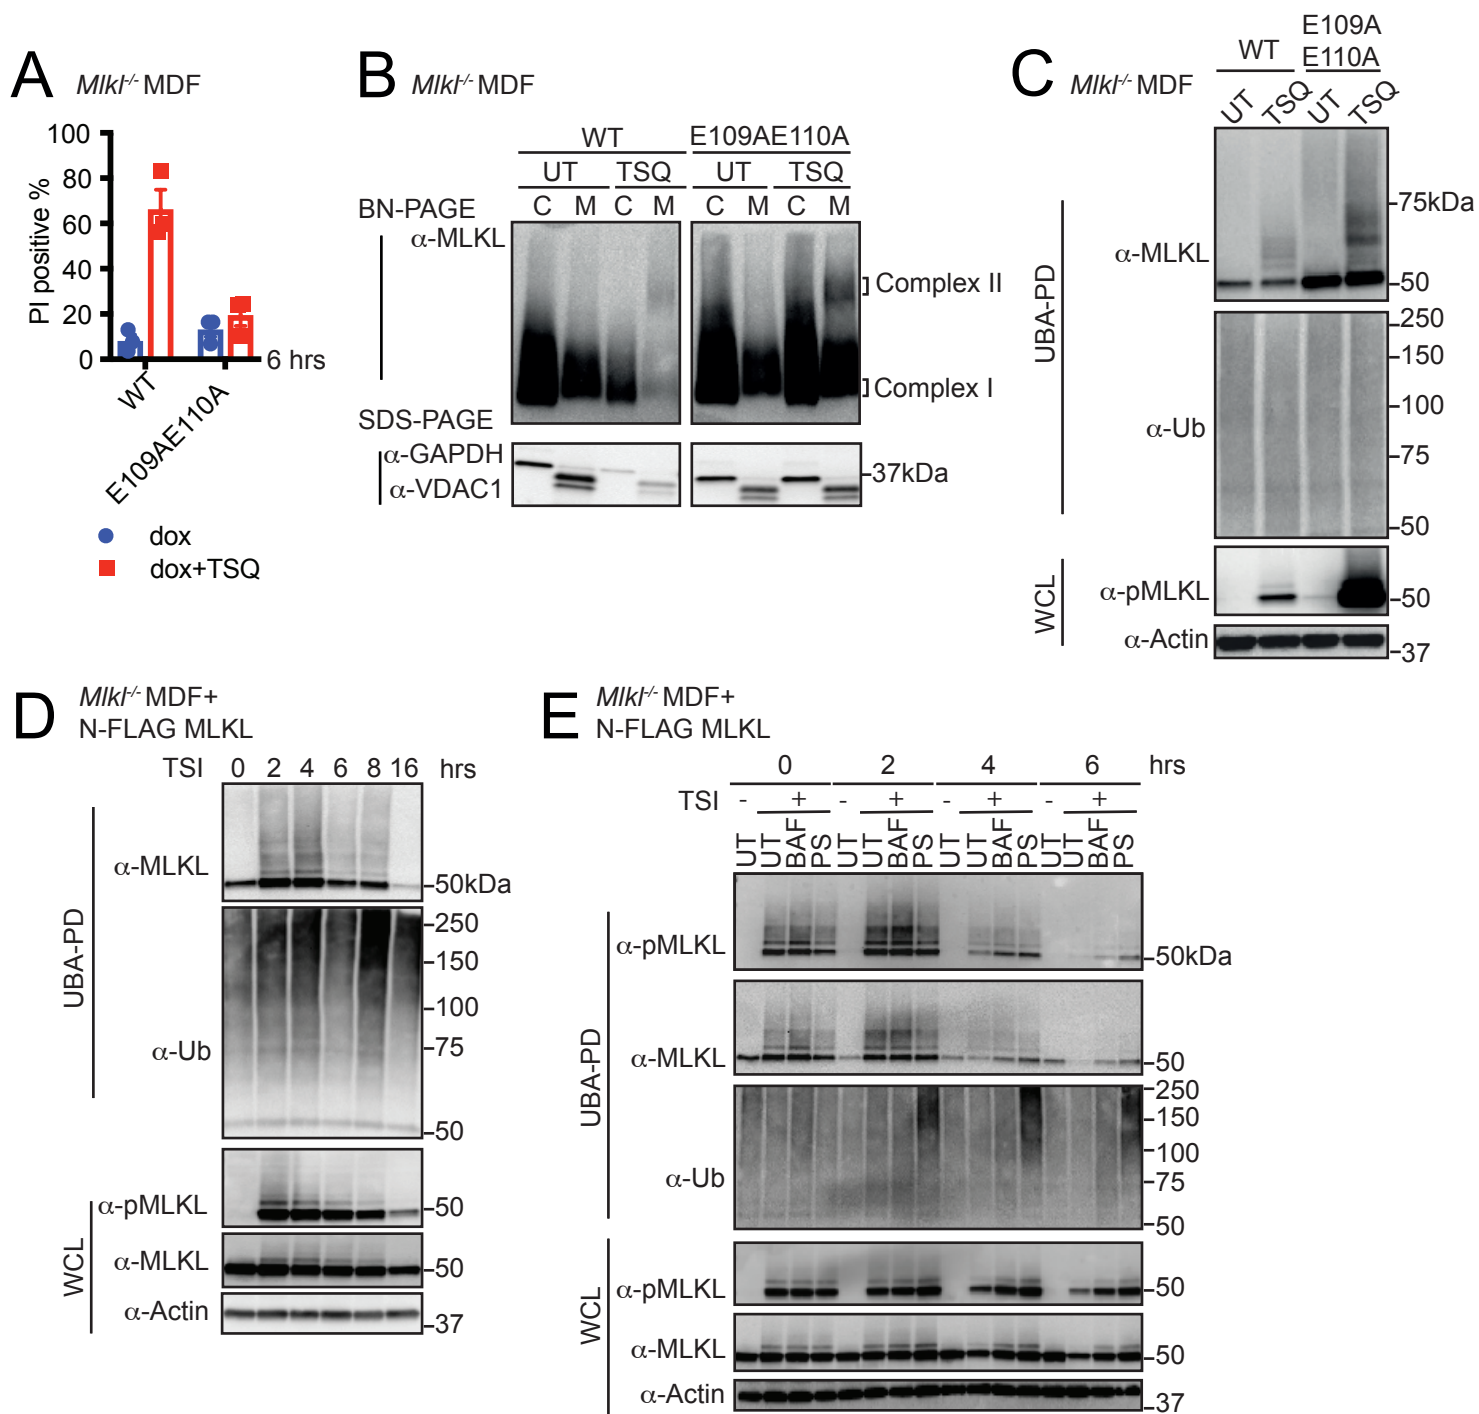 A Mlkl-/- MDF
100
80
60
40
20
0
PI positive %
WT
E109AE110A
6 hrs
dox
dox+TSQ
B Mlkl-/- MDF
WT E109AE110A
UT TSQ UT TSQ
C M C M C M C M
BN-PAGE
α-MLKL
Complex II
Complex I
SDS-PAGE
α-GAPDH
α-VDAC1
37kDa
C Mlkl-/- MDF
WT E109A E110A
UT TSQ UT TSQ
UBA-PD
α-MLKL
75kDa
50
α-Ub
250
150
100
75
50
WCL
α-pMLKL
50
α-Actin
37
D Mlkl-/- MDF+
N-FLAG MLKL
TSI 0 2 4 6 8 16 hrs
UBA-PD
α-MLKL
50kDa
α-Ub
250
150
100
75
50
WCL
α-pMLKL
50
α-MLKL
50
α-Actin
37
E Mlkl-/- MDF+
N-FLAG MLKL
0 2 4 6 hrs
TSI - + - + - + - +
UT UT BAF PS UT UT BAF PS UT UT BAF PS UT UT BAF PS
UBA-PD
α-pMLKL
50kDa
α-MLKL
50
α-Ub
250
150
100
75
50
WCL
α-pMLKL
50
α-MLKL
50
α-Actin
37